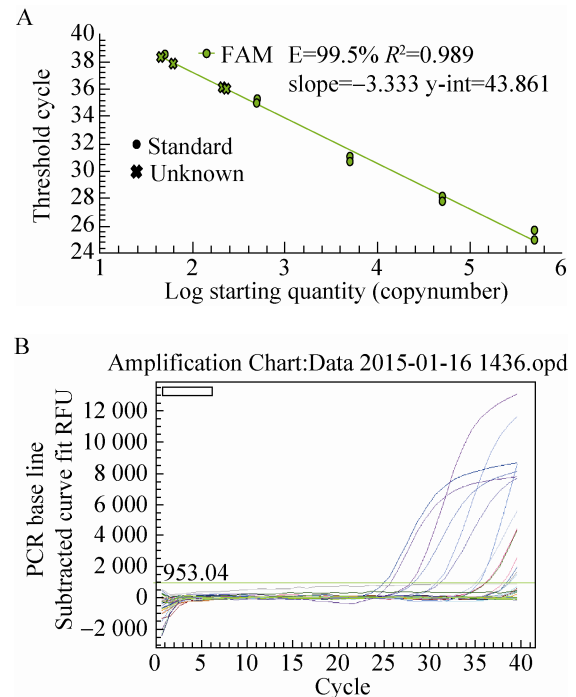 A
FAM E=99.5% R²=0.989
slope=−3.333 y-int=43.861
Threshold cycle
40
38
36
34
32
30
28
26
24
Standard
Unknown
1 2 3 4 5 6
Log starting quantity (copynumber)
B
Amplification Chart:Data 2015-01-16 1436.opd
PCR base line
Subtracted curve fit RFU
12 000
10 000
8 000
6 000
4 000
2 000
953.04
0
−2 000
0 5 10 15 20 25 30 35 40
Cycle